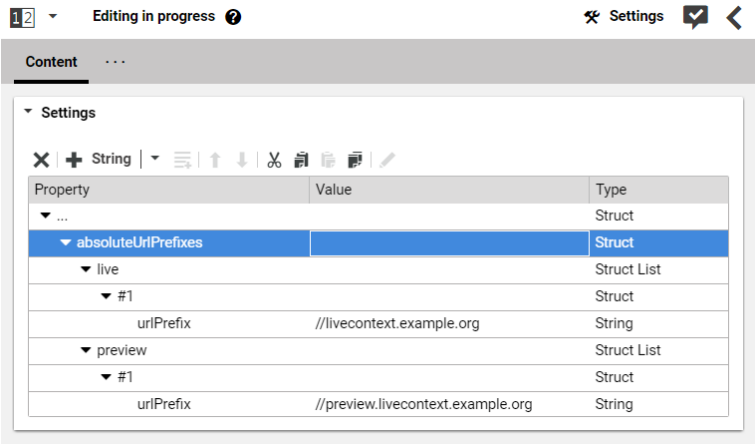 12 Editing in progress ? Settings
Content ...
Settings
String
Property Value Type
... Struct
absoluteUrlPrefixes Struct
live Struct List
#1 Struct
urlPrefix //livecontext.example.org String
preview Struct List
#1 Struct
urlPrefix //preview.livecontext.example.org String